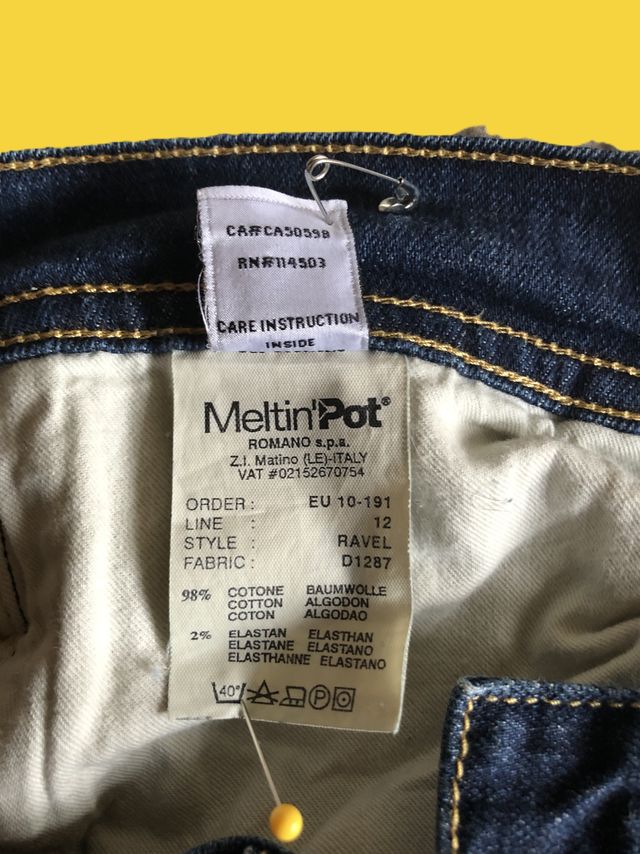 CA#CA50598
RN#114503
CARE INSTRUCTION
INSIDE
Meltin'Pot®
ROMANO s.p.a.
Z.I. Matino (LE)-ITALY
VAT #02152670754
ORDER : EU 10-191
LINE : 12
STYLE : RAVEL
FABRIC : D1287
98% COTONE BAUMWOLLE
COTTON ALGODON
COTON ALGODAO
2% ELASTAN ELASTHAN
ELASTANE ELASTANO
ELASTHANNE ELASTANO
40° P